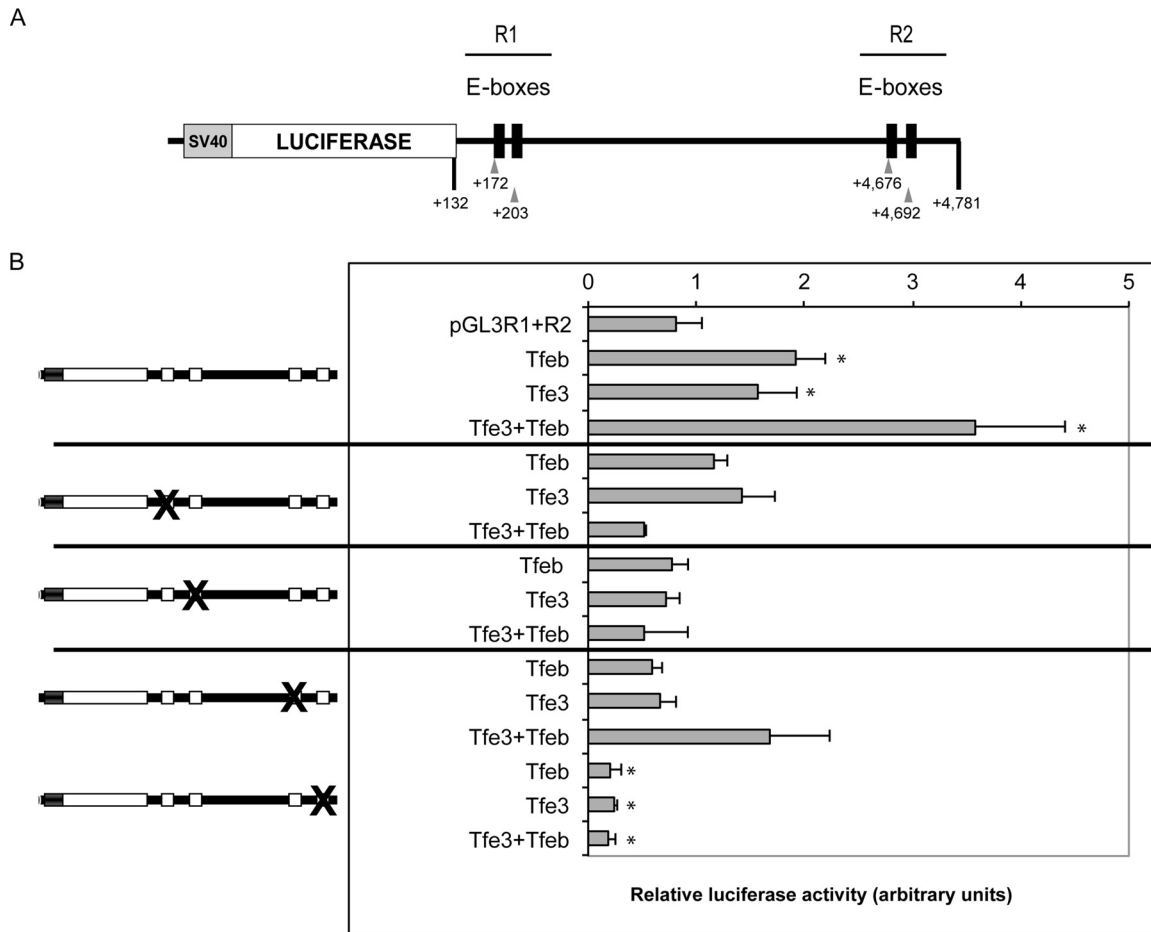 A
R1 R2
E-boxes E-boxes
SV40 LUCIFERASE
+172 +4,676
+132 +203 +4,692 +4,781
B
0 1 2 3 4 5
pGL3R1+R2
Tfeb *
Tfe3 *
Tfe3+Tfeb *
Tfeb
Tfe3
Tfe3+Tfeb
Tfeb
Tfe3
Tfe3+Tfeb
Tfeb
Tfe3
Tfe3+Tfeb
Tfeb *
Tfe3 *
Tfe3+Tfeb *
Relative luciferase activity (arbitrary units)